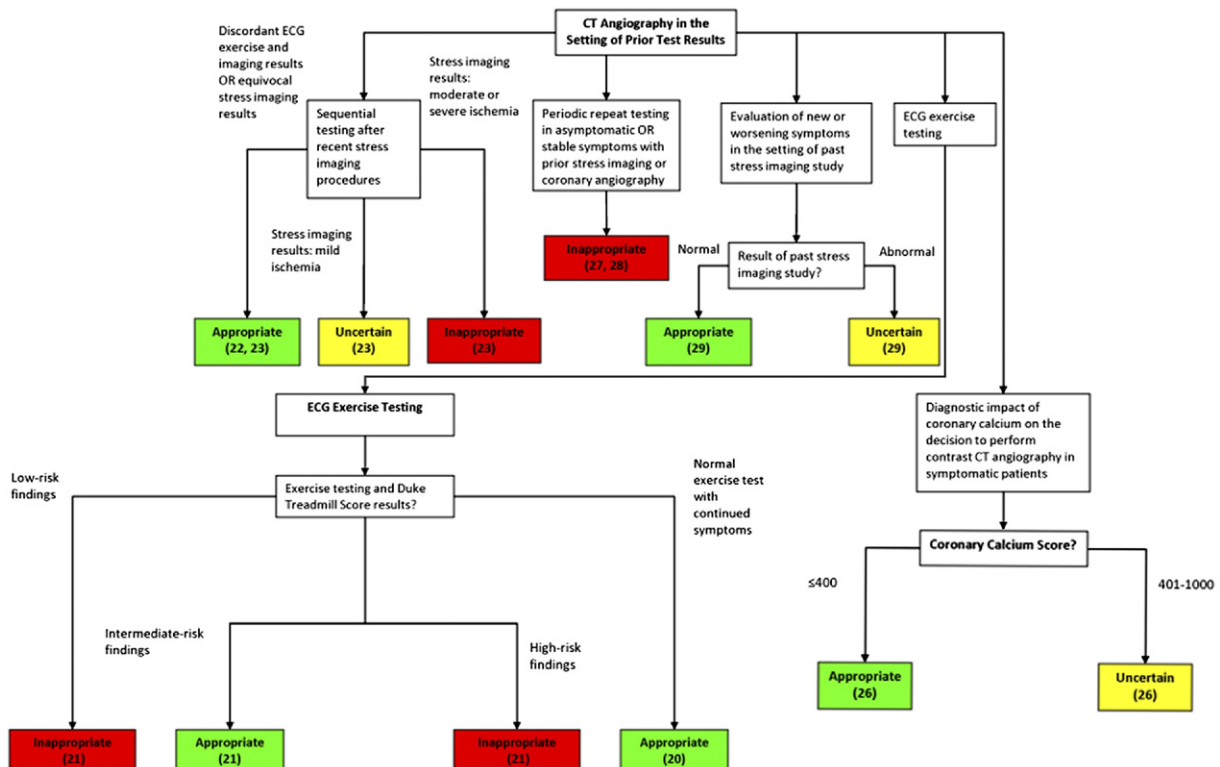 CT Angiography in the
Setting of Prior Test Results
Discordant ECG
exercise and
imaging results
OR equivocal
stress imaging
results
Stress imaging
results:
moderate or
severe ischemia
Sequential
testing after
recent stress
imaging
procedures
Periodic repeat testing
in asymptomatic OR
stable symptoms with
prior stress imaging or
coronary angiography
Evaluation of new or
worsening symptoms
in the setting of past
stress imaging study
ECG exercise
testing
Stress imaging
results: mild
ischemia
Inappropriate
(27, 28)
Normal
Result of past stress
imaging study?
Abnormal
Appropriate
(22, 23)
Uncertain
(23)
Inappropriate
(23)
Appropriate
(29)
Uncertain
(29)
ECG Exercise Testing
Diagnostic impact of
coronary calcium on the
decision to perform
contrast CT angiography in
symptomatic patients
Low-risk
findings
Exercise testing and Duke
Treadmill Score results?
Normal
exercise test
with
continued
symptoms
Coronary Calcium Score?
≤400
401-1000
Intermediate-risk
findings
High-risk
findings
Appropriate
(26)
Uncertain
(26)
Inappropriate
(21)
Appropriate
(21)
Inappropriate
(21)
Appropriate
(20)